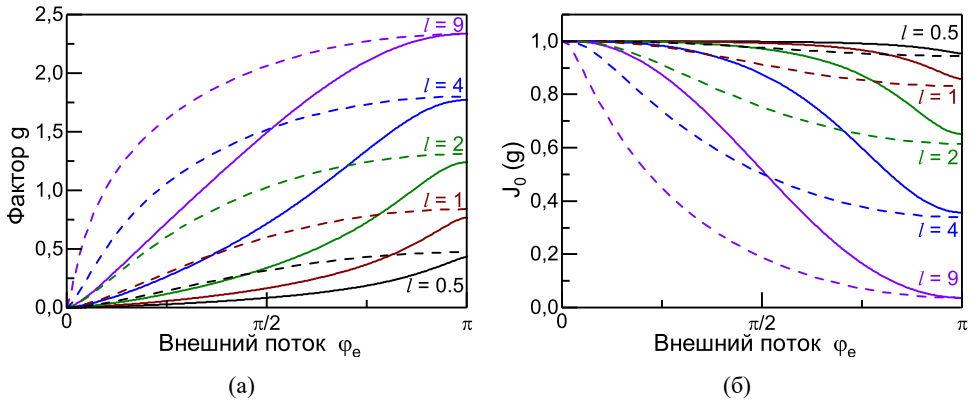 2,5
2,0
1,5
1,0
0,5
0,0
Фактор g
l = 9
l = 4
l = 2
l = 1
l = 0.5
0
π/2
π
Внешний поток φe
(а)
1,0
0,8
0,6
0,4
0,2
0,0
J0 (g)
l = 0.5
l = 1
l = 2
l = 4
l = 9
0
π/2
π
Внешний поток φe
(б)